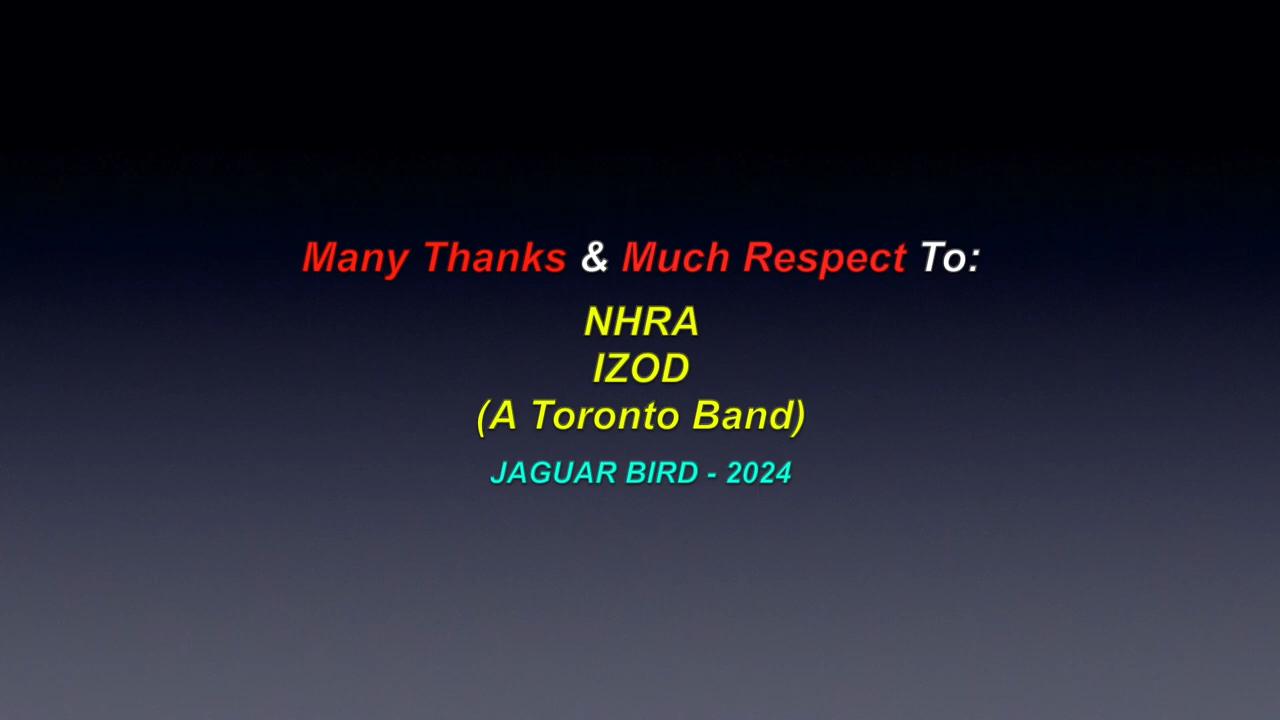 Many Thanks & Much Respect To:
NHRA
IZOD
(A Toronto Band)
JAGUAR BIRD - 2024